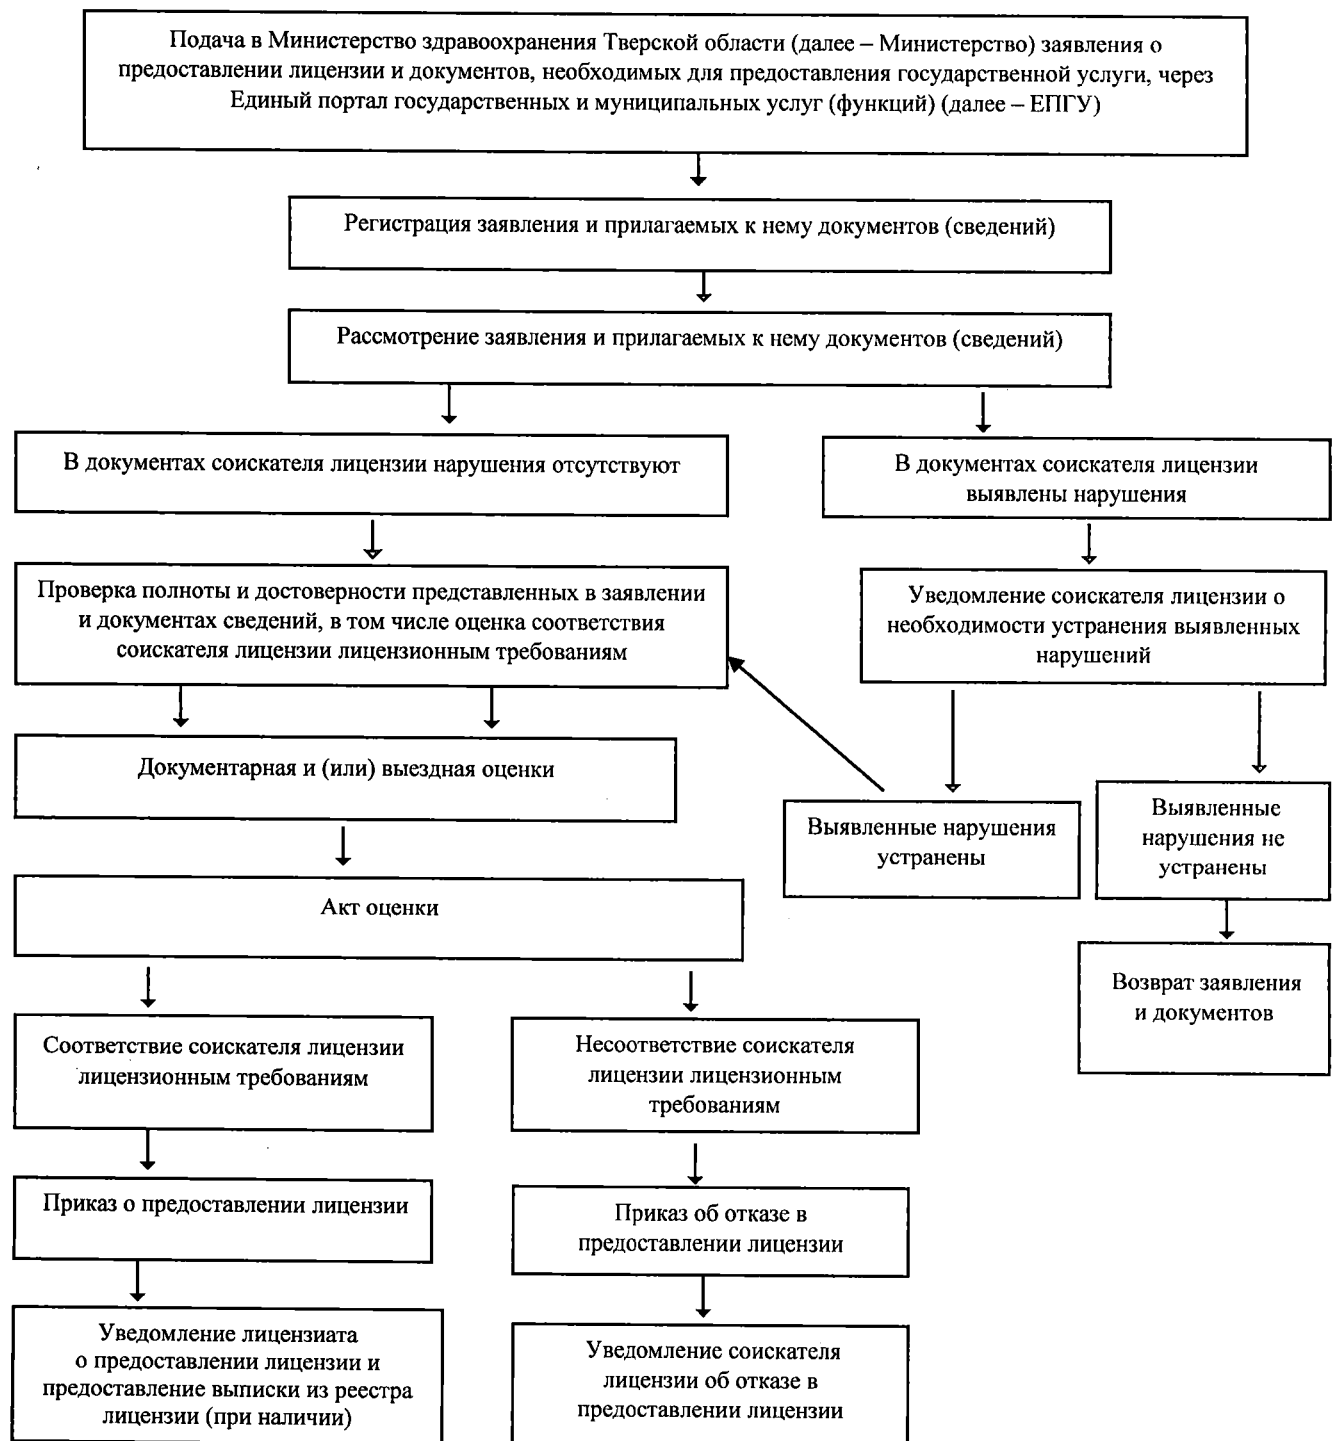 Подача в Министерство здравоохранения Тверской области (далее – Министерство) заявления о
предоставлении лицензии и документов, необходимых для предоставления государственной услуги, через
Единый портал государственных и муниципальных услуг (функций) (далее – ЕПГУ)
Регистрация заявления и прилагаемых к нему документов (сведений)
Рассмотрение заявления и прилагаемых к нему документов (сведений)
В документах соискателя лицензии нарушения отсутствуют
В документах соискателя лицензии
выявлены нарушения
Проверка полноты и достоверности представленных в заявлении
и документах сведений, в том числе оценка соответствия
соискателя лицензии лицензионным требованиям
Уведомление соискателя лицензии о
необходимости устранения выявленных
нарушений
Документарная и (или) выездная оценки
Выявленные нарушения
устранены
Выявленные
нарушения не
устранены
Акт оценки
Возврат заявления
и документов
Соответствие соискателя лицензии
лицензионным требованиям
Несоответствие соискателя
лицензии лицензионным
требованиям
Приказ о предоставлении лицензии
Приказ об отказе в
предоставлении лицензии
Уведомление лицензиата
о предоставлении лицензии и
предоставление выписки из реестра
лицензии (при наличии)
Уведомление соискателя
лицензии об отказе в
предоставлении лицензии